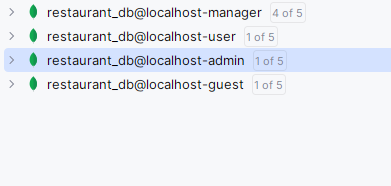 restaurant_db@localhost-manager 4 of 5
restaurant_db@localhost-user 1 of 5
restaurant_db@localhost-admin 1 of 5
restaurant_db@localhost-guest 1 of 5